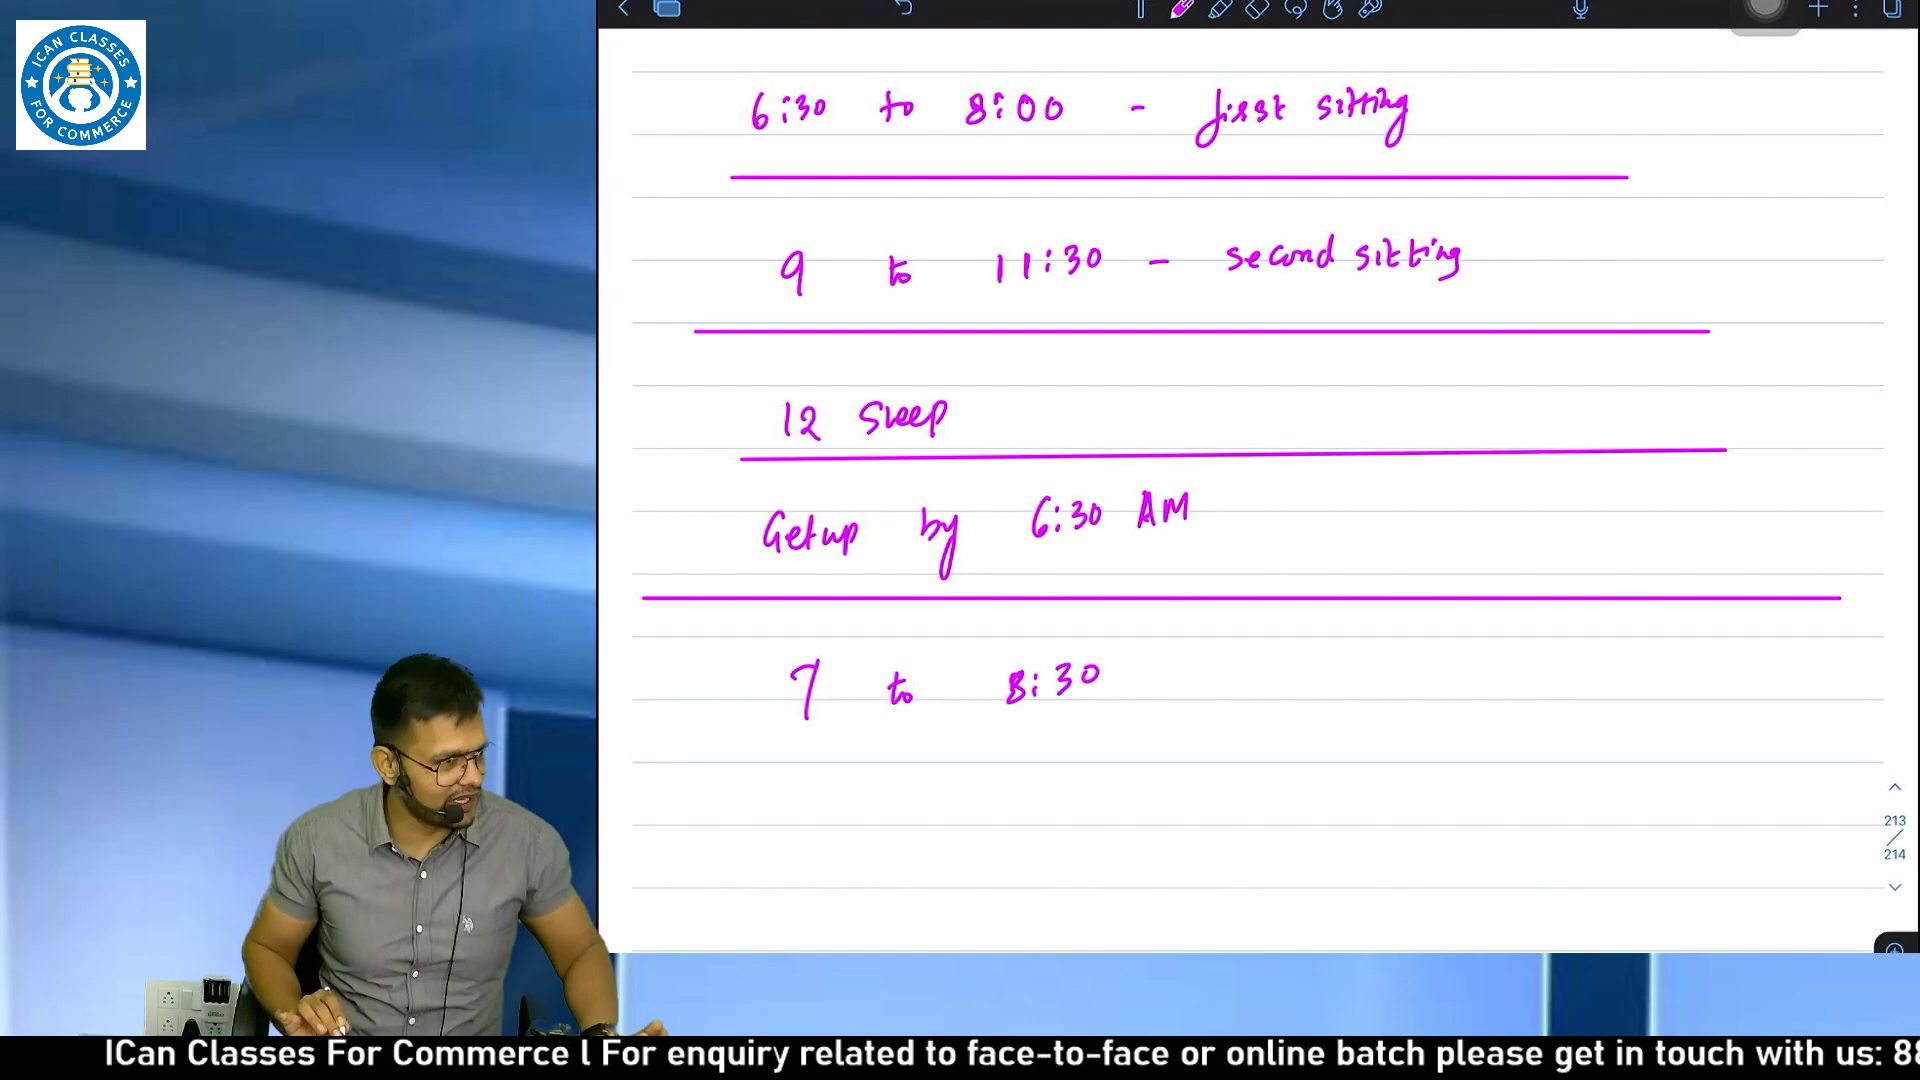 ICAN CLASSES
FOR COMMERCE
6:30 to 8:00 - first sitting
9 to 11:30 - second sitting
12 Sleep
Getup by 6:30 AM
7 to 8:30
213
214
ICan Classes For Commerce l For enquiry related to face-to-face or online batch please get in touch with us: 88